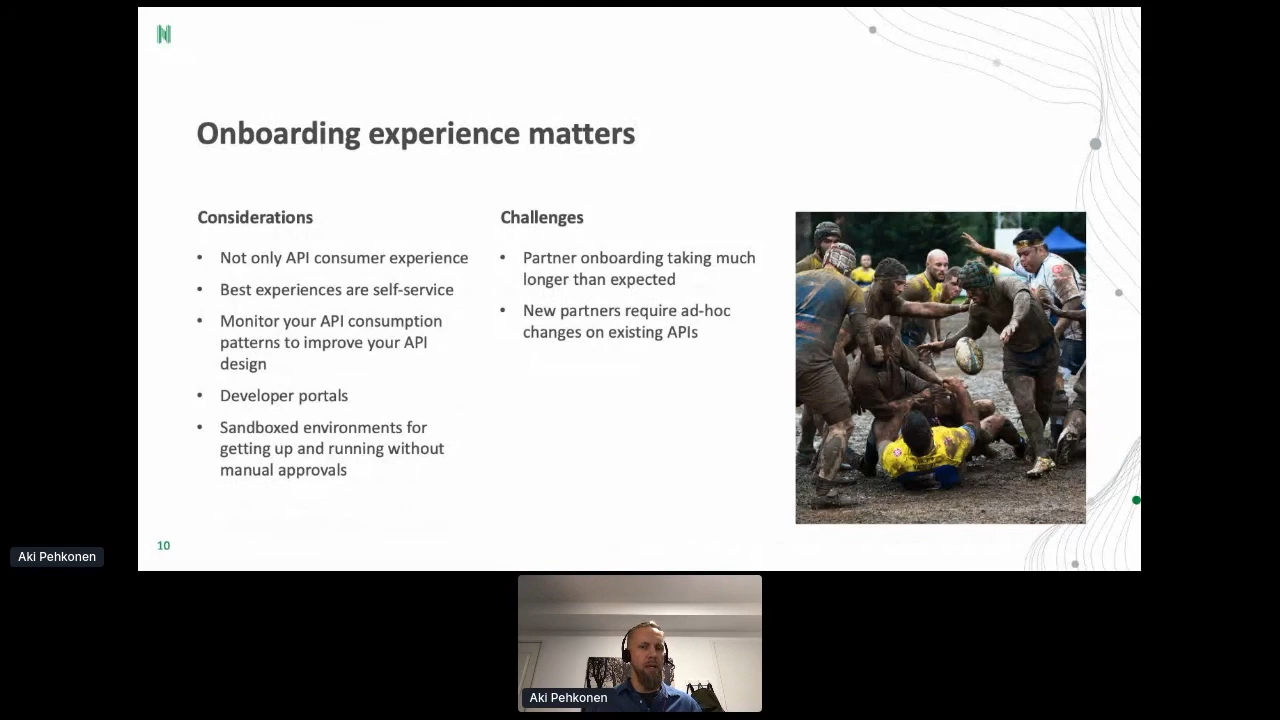 Onboarding experience matters
Considerations
• Not only API consumer experience
• Best experiences are self-service
• Monitor your API consumption
patterns to improve your API
design
• Developer portals
• Sandboxed environments for
getting up and running without
manual approvals
Challenges
• Partner onboarding taking much
longer than expected
• New partners require ad-hoc
changes on existing APIs
10
Aki Pehkonen
Aki Pehkonen